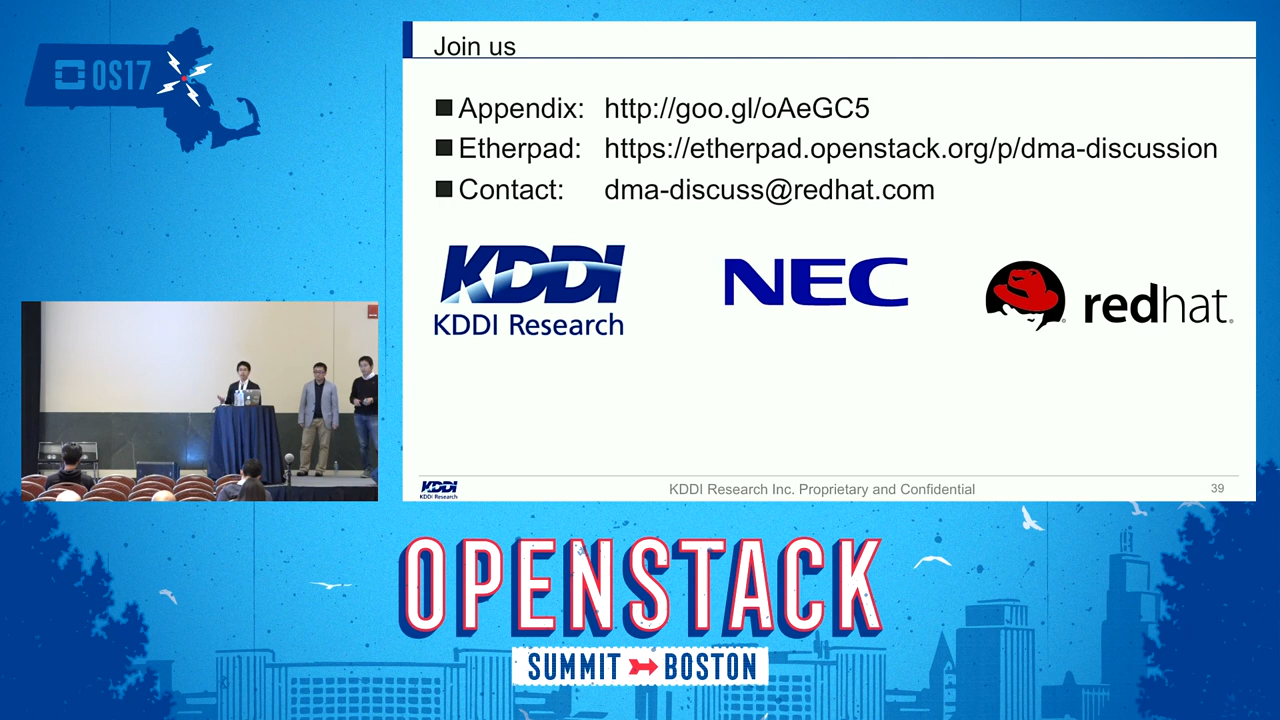 OS17
Join us
Appendix: http://goo.gl/oAeGC5
Etherpad: https://etherpad.openstack.org/p/dma-discussion
Contact: dma-discuss@redhat.com
KDDI
KDDI Research
NEC
redhat.
KDDI
KDDI Research
KDDI Research Inc. Proprietary and Confidential
39
OPENSTACK
SUMMIT BOSTON